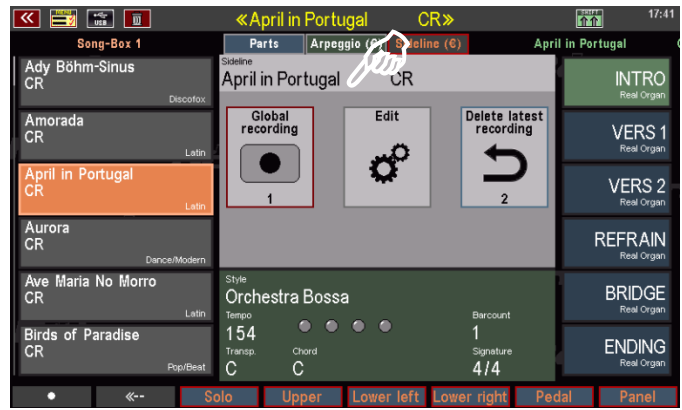 USB
«April in Portugal CR»
SHIFT
17:41
Song-Box 1
Parts
Arpeggio (€)
Sideline (€)
April in Portugal
Ady Böhm-Sinus
CR
Discofox
Amorada
CR
Latin
April in Portugal
CR
Latin
Aurora
CR
Dance/Modern
Ave Maria No Morro
CR
Latin
Birds of Paradise
CR
Pop/Beat
Sideline
April in Portugal CR
Global
recording
1
Edit
Delete latest
recording
2
Style
Orchestra Bossa
Tempo
154
Barcount
1
Transp.
C
Chord
C
Signature
4/4
INTRO
Real Organ
VERS 1
Real Organ
VERS 2
Real Organ
REFRAIN
Real Organ
BRIDGE
Real Organ
ENDING
Real Organ
«--
Solo
Upper
Lower left
Lower right
Pedal
Panel